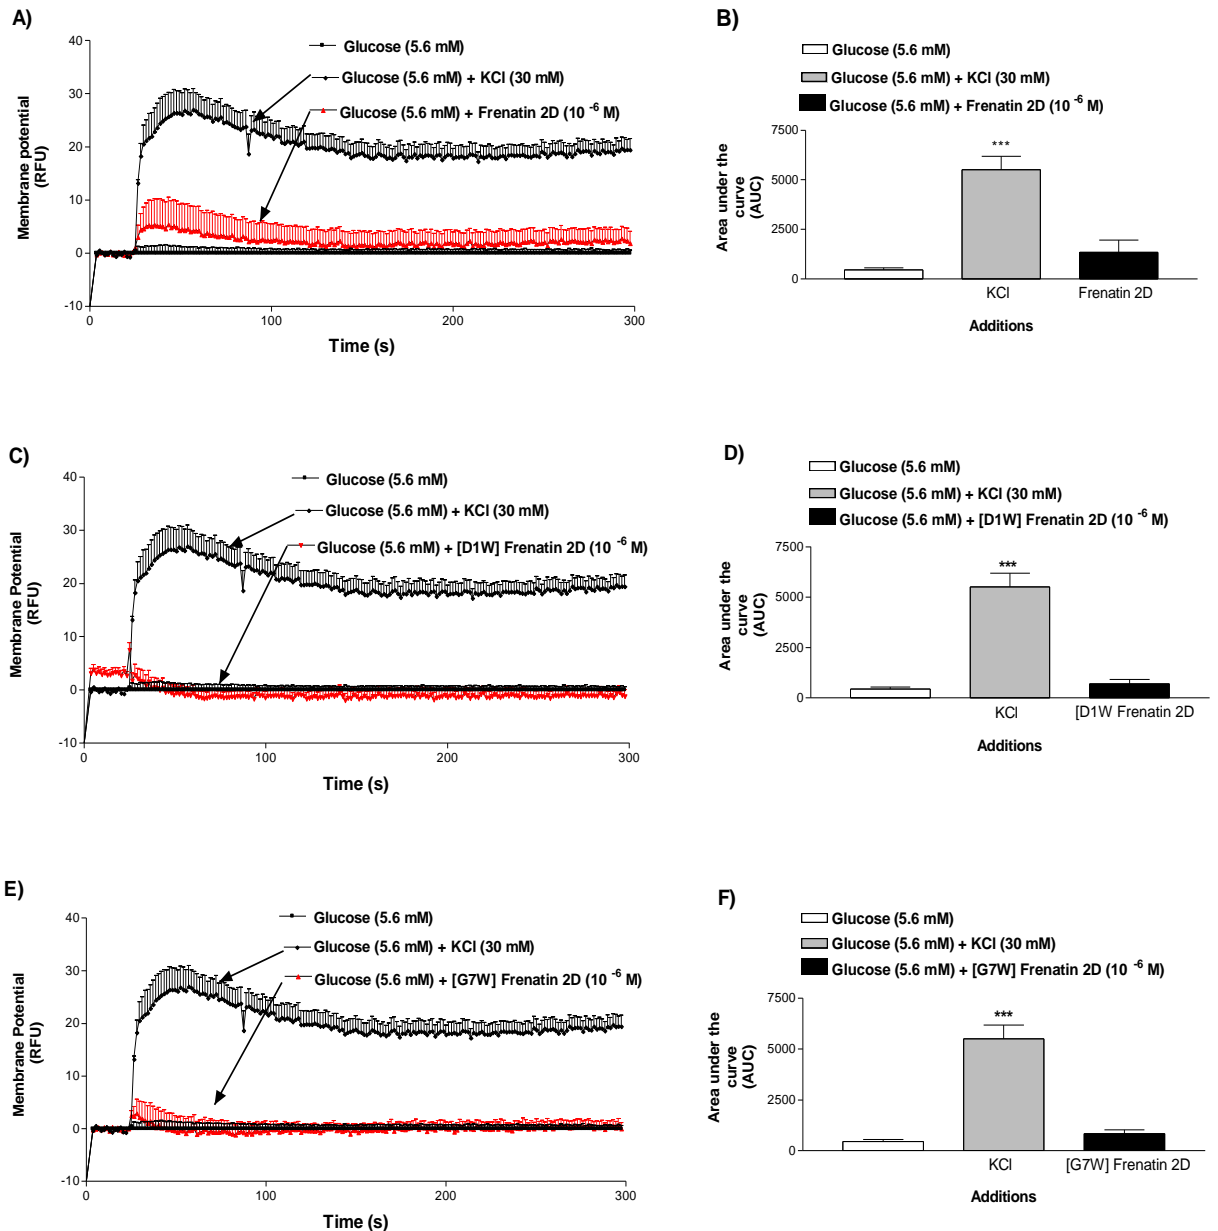 A)
Glucose (5.6 mM)
Glucose (5.6 mM) + KCl (30 mM)
Glucose (5.6 mM) + Frenatin 2D (10 -6 M)
Membrane potential
(RFU)
40
30
20
10
0
-10
0
100
200
300
Time (s)
B)
Glucose (5.6 mM)
Glucose (5.6 mM) + KCl (30 mM)
Glucose (5.6 mM) + Frenatin 2D (10 -6 M)
Area under the
curve
(AUC)
7500
5000
2500
0
***
KCl
Frenatin 2D
Additions
C)
Glucose (5.6 mM)
Glucose (5.6 mM) + KCl (30 mM)
Glucose (5.6 mM) + [D1W] Frenatin 2D (10 -6 M)
Membrane Potential
(RFU)
40
30
20
10
0
-10
0
100
200
300
Time (s)
D)
Glucose (5.6 mM)
Glucose (5.6 mM) + KCl (30 mM)
Glucose (5.6 mM) + [D1W] Frenatin 2D (10 -6 M)
Area under the
curve
(AUC)
7500
5000
2500
0
***
KCl
[D1W Frenatin 2D
Additions
E)
Glucose (5.6 mM)
Glucose (5.6 mM) + KCl (30 mM)
Glucose (5.6 mM) + [G7W] Frenatin 2D (10 -6 M)
Membrane Potential
(RFU)
40
30
20
10
0
-10
0
100
200
300
Time (s)
F)
Glucose (5.6 mM)
Glucose (5.6 mM) + KCl (30 mM)
Glucose (5.6 mM) + [G7W] Frenatin 2D (10 -6 M)
Area under the
curve
(AUC)
7500
5000
2500
0
***
KCl
[G7W] Frenatin 2D
Additions